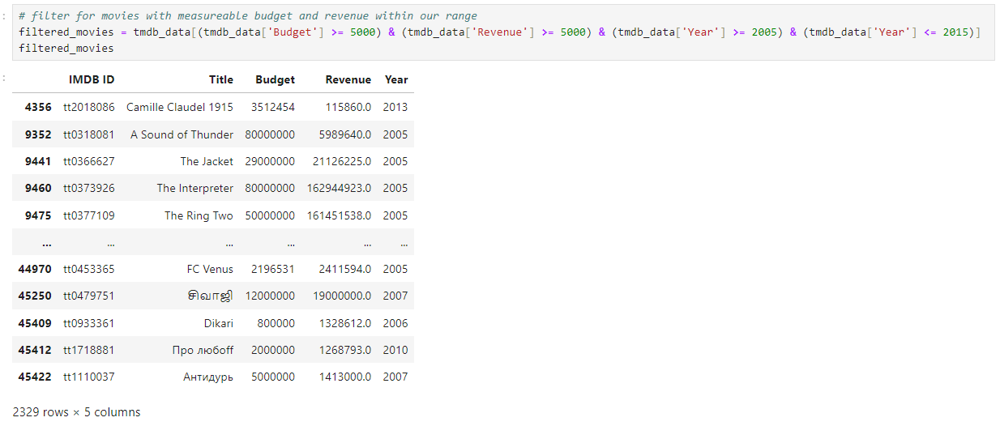 :
# filter for movies with measureable budget and revenue within our range
filtered_movies = tmdb_data[(tmdb_data['Budget'] >= 5000) & (tmdb_data['Revenue'] >= 5000) & (tmdb_data['Year'] >= 2005) & (tmdb_data['Year'] <= 2015)]
filtered_movies
:
IMDB ID Title Budget Revenue Year
4356 tt2018086 Camille Claudel 1915 3512454 115860.0 2013
9352 tt0318081 A Sound of Thunder 80000000 5989640.0 2005
9441 tt0366627 The Jacket 29000000 21126225.0 2005
9460 tt0373926 The Interpreter 80000000 162944923.0 2005
9475 tt0377109 The Ring Two 50000000 161451538.0 2005
... ... ... ... ... ...
44970 tt0453365 FC Venus 2196531 2411594.0 2005
45250 tt0479751 சிவாஜி 12000000 19000000.0 2007
45409 tt0933361 Dikari 800000 1328612.0 2006
45412 tt1718881 Про любоff 2000000 1268793.0 2010
45422 tt1110037 Антидурь 5000000 1413000.0 2007
2329 rows × 5 columns